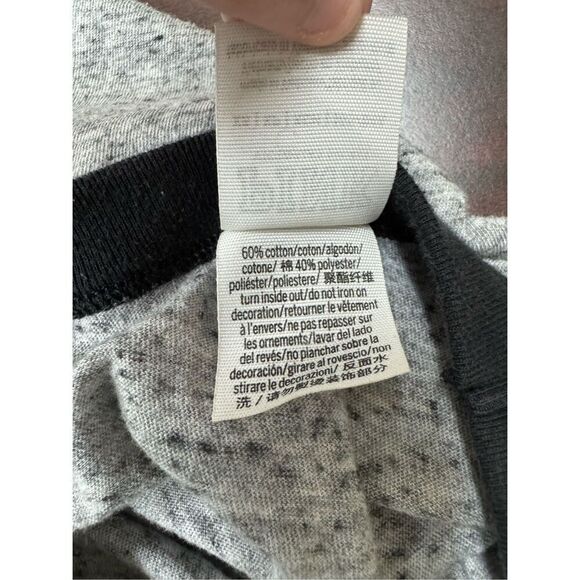 60% cotton/coton/algodón/
cotone/ 棉 40% polyester/
poliéster/poliestere/ 聚酯纤维
turn inside out/do not iron on
decoration/retourner le vêtement
à l'envers/ne pas repasser sur
les ornements/lavar del lado
del revés/no planchar sobre la
decoración/girare al rovescio/non
stirare le decorazioni/ 反面水
洗 /请勿熨烫装饰部分